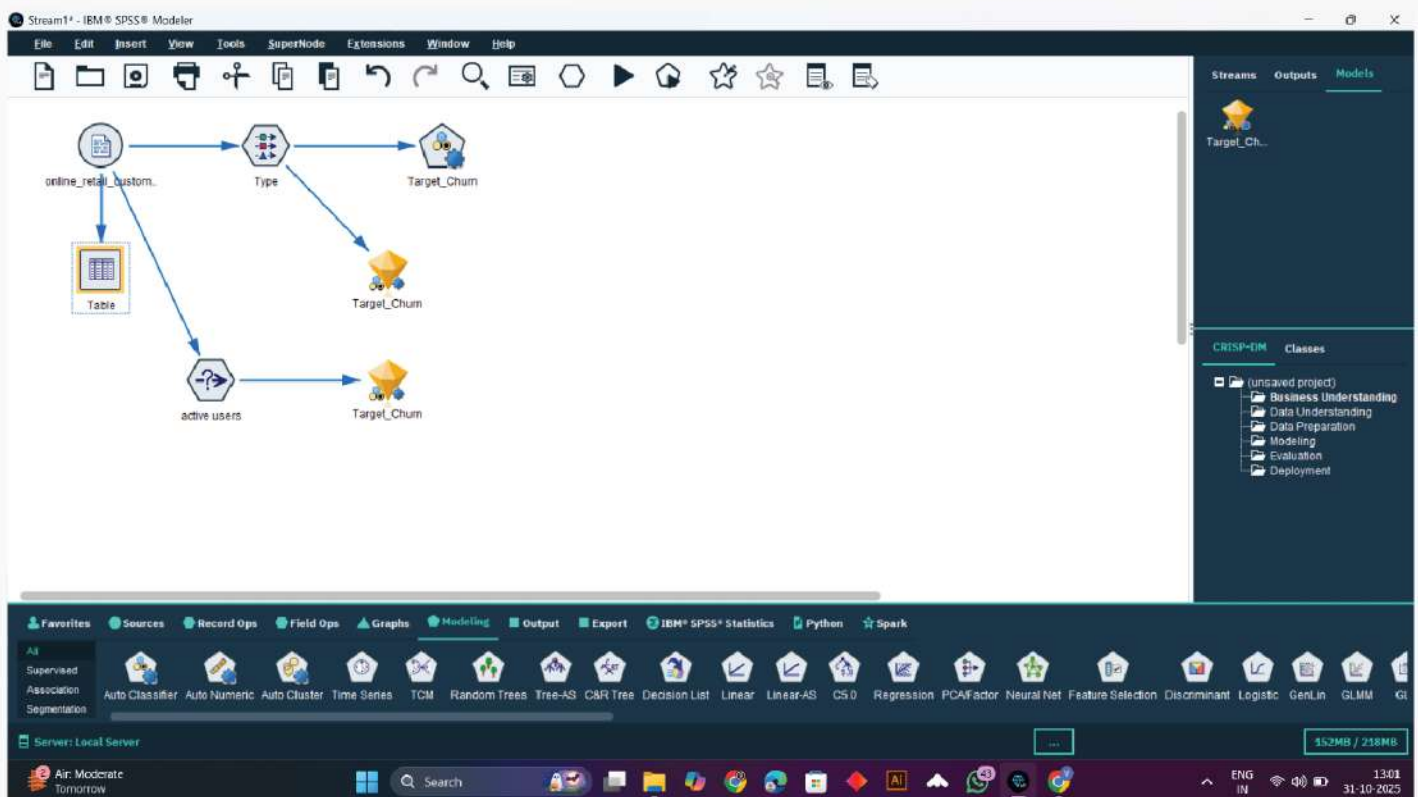 Stream1* - IBM® SPSS® Modeler
File Edit Insert View Tools SuperNode Extensions Window Help
Streams Outputs Models
Target_Ch...
online_retail_custom..
Type
Target_Churn
Table
Target_Churn
active users
Target_Churn
CRISP-DM Classes
(unsaved project)
Business Understanding
Data Understanding
Data Preparation
Modeling
Evaluation
Deployment
Favorites Sources Record Ops Field Ops Graphs Modeling Output Export IBM® SPSS® Statistics Python Spark
All
Supervised
Association
Segmentation
Auto Classifier Auto Numeric Auto Cluster Time Series TCM Random Trees Tree-AS C&R Tree Decision List Linear Linear-AS C5.0 Regression PCA/Factor Neural Net Feature Selection Discriminant Logistic GenLin GLMM GL
Server: Local Server
...
152MB / 218MB
2
Air: Moderate
Tomorrow
Search
AI
43
ENG
IN
13:01
31-10-2025